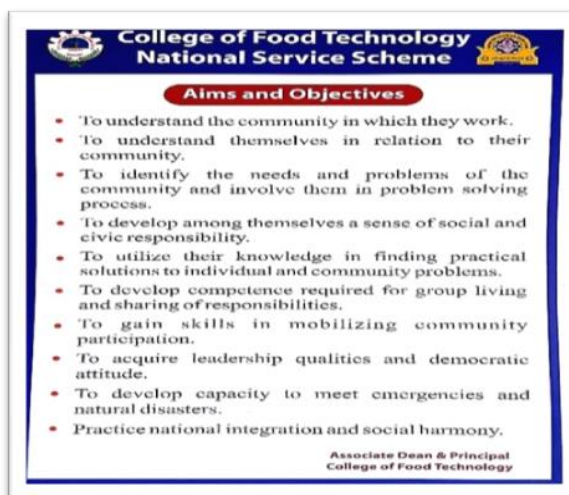 College of Food Technology
National Service Scheme
Aims and Objectives
• To understand the community in which they work.
• To understand themselves in relation to their
community.
• To identify the needs and problems of the
community and involve them in problem solving
process.
• To develop among themselves a sense of social and
civic responsibility.
• To utilize their knowledge in finding practical
solutions to individual and community problems.
• To develop competence required for group living
and sharing of responsibilities.
• To gain skills in mobilizing community
participation.
• To acquire leadership qualities and democratic
attitude.
• To develop capacity to meet emergencies and
natural disasters.
• Practice national integration and social harmony.
Associate Dean & Principal
College of Food Technology